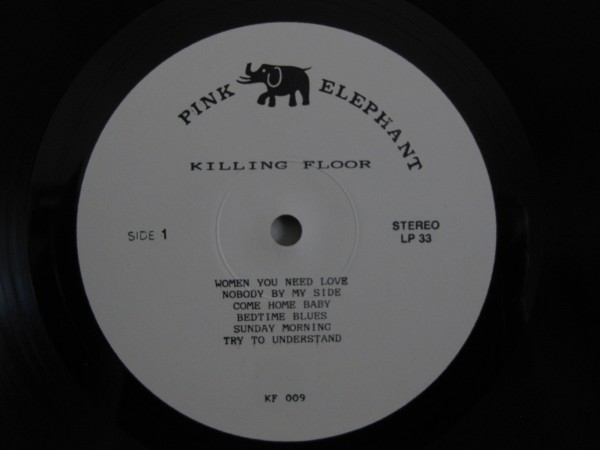 PINK ELEPHANT
KILLING FLOOR
SIDE 1
STEREO
LP 33
WOMEN YOU NEED LOVE
NOBODY BY MY SIDE
COME HOME BABY
BEDTIME BLUES
SUNDAY MORNING
TRY TO UNDERSTAND
KF 009